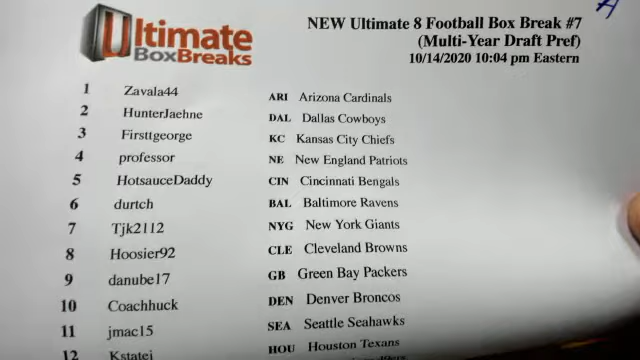 Ultimate
BoxBreaks
NEW Ultimate 8 Football Box Break #7
(Multi-Year Draft Pref)
10/14/2020 10:04 pm Eastern
1 Zavala44 ARI Arizona Cardinals
2 HunterJaehne DAL Dallas Cowboys
3 Firsttgeorge KC Kansas City Chiefs
4 professor NE New England Patriots
5 HotsauceDaddy CIN Cincinnati Bengals
6 durtch BAL Baltimore Ravens
7 Tjk2112 NYG New York Giants
8 Hoosier92 CLE Cleveland Browns
9 danube17 GB Green Bay Packers
10 Coachhuck DEN Denver Broncos
11 jmac15 SEA Seattle Seahawks
12 Kstatej HOU Houston Texans